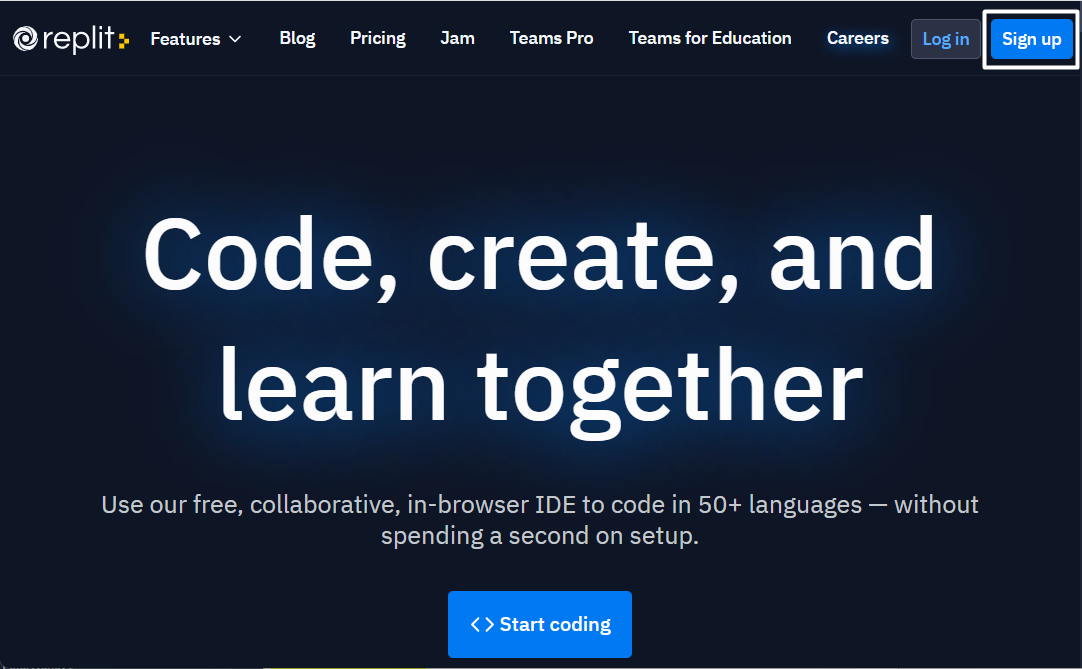 replit Features Blog Pricing Jam Teams Pro Teams for Education Careers Log in Sign up
Code, create, and
learn together
Use our free, collaborative, in-browser IDE to code in 50+ languages — without
spending a second on setup.
<> Start coding